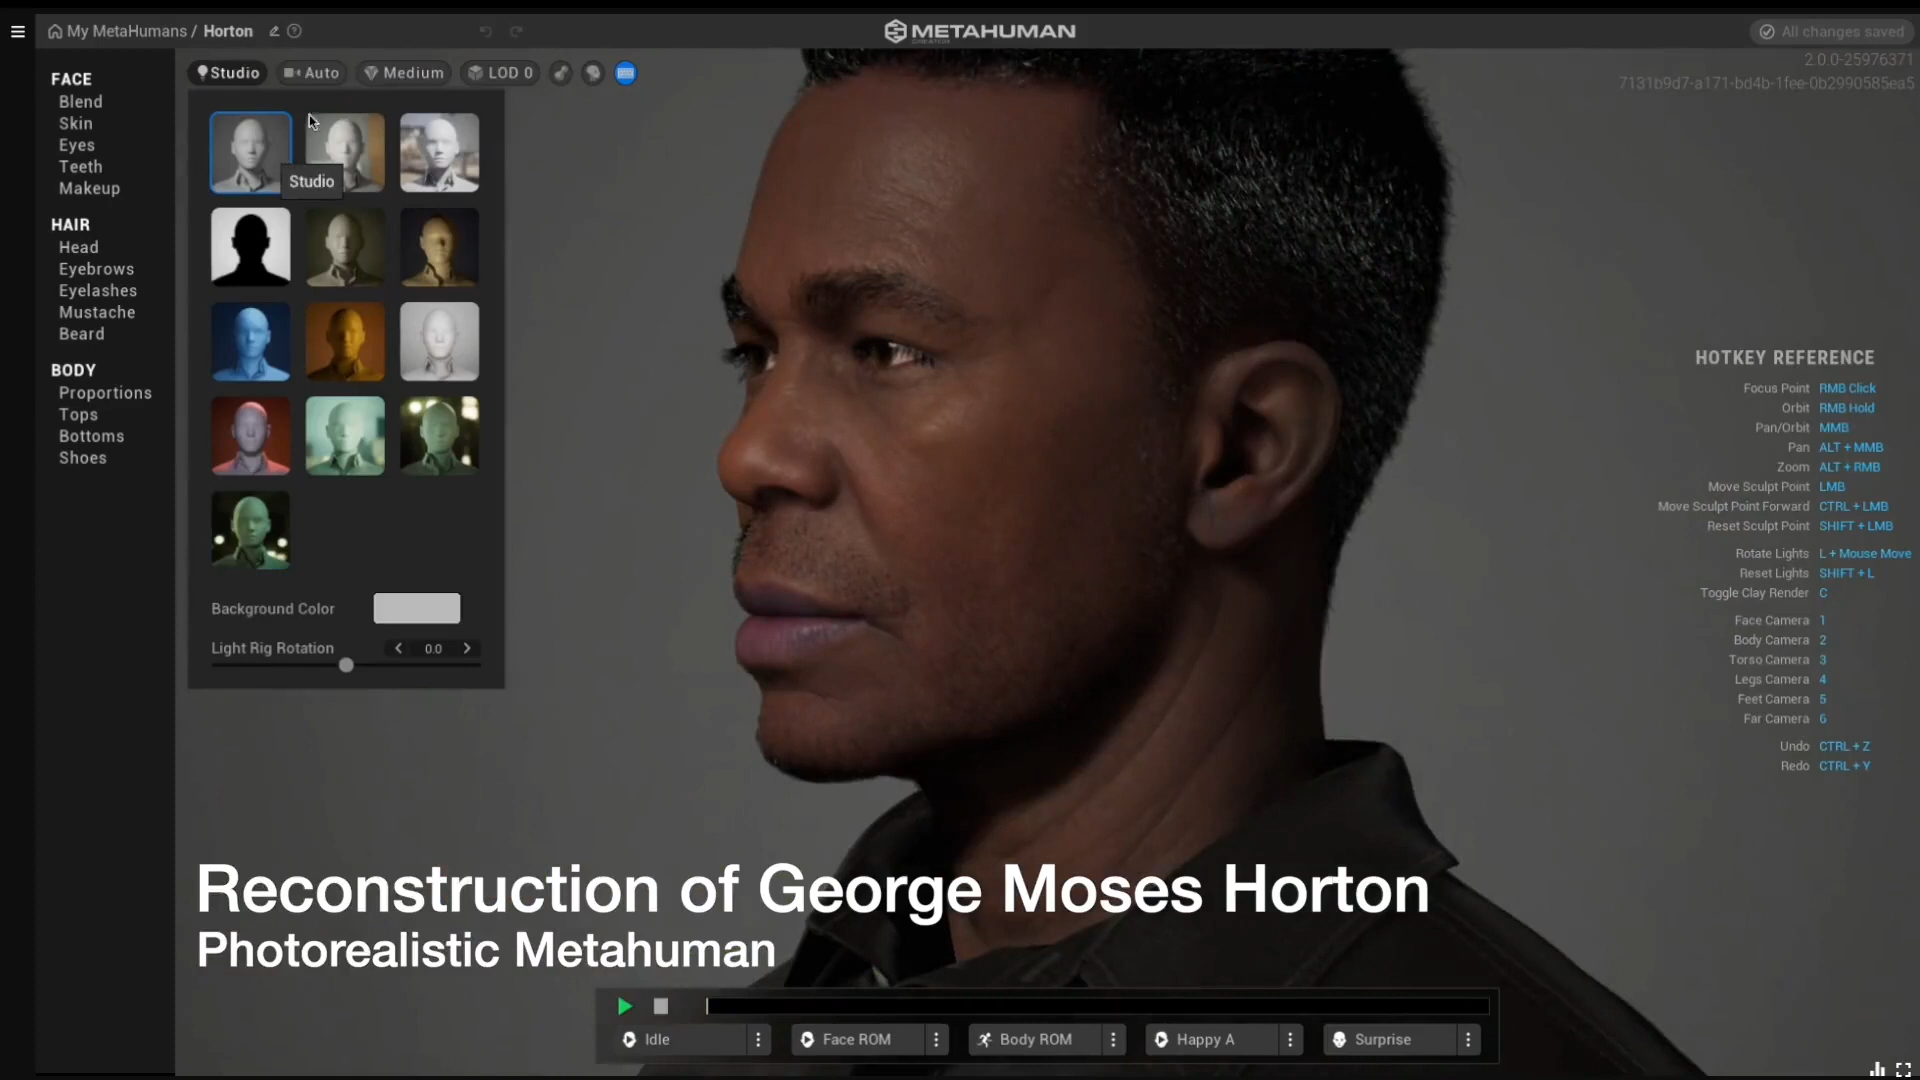 My MetaHumans / Horton
METAHUMAN
CREATOR
All changes saved
2.0.0-25976371
7131b9d7-a171-bd4b-1fee-0b2990585ea5
Studio
Auto
Medium
LOD 0
FACE
Blend
Skin
Eyes
Teeth
Makeup
HAIR
Head
Eyebrows
Eyelashes
Mustache
Beard
BODY
Proportions
Tops
Bottoms
Shoes
Studio
Background Color
Light Rig Rotation 0.0
HOTKEY REFERENCE
Focus Point RMB Click
Orbit RMB Hold
Pan/Orbit MMB
Pan ALT + MMB
Zoom ALT + RMB
Move Sculpt Point LMB
Move Sculpt Point Forward CTRL + LMB
Reset Sculpt Point SHIFT + LMB
Rotate Lights L + Mouse Move
Reset Lights SHIFT + L
Toggle Clay Render C
Face Camera 1
Body Camera 2
Torso Camera 3
Legs Camera 4
Feet Camera 5
Far Camera 6
Undo CTRL + Z
Redo CTRL + Y
Reconstruction of George Moses Horton
Photorealistic Metahuman
Idle
Face ROM
Body ROM
Happy A
Surprise